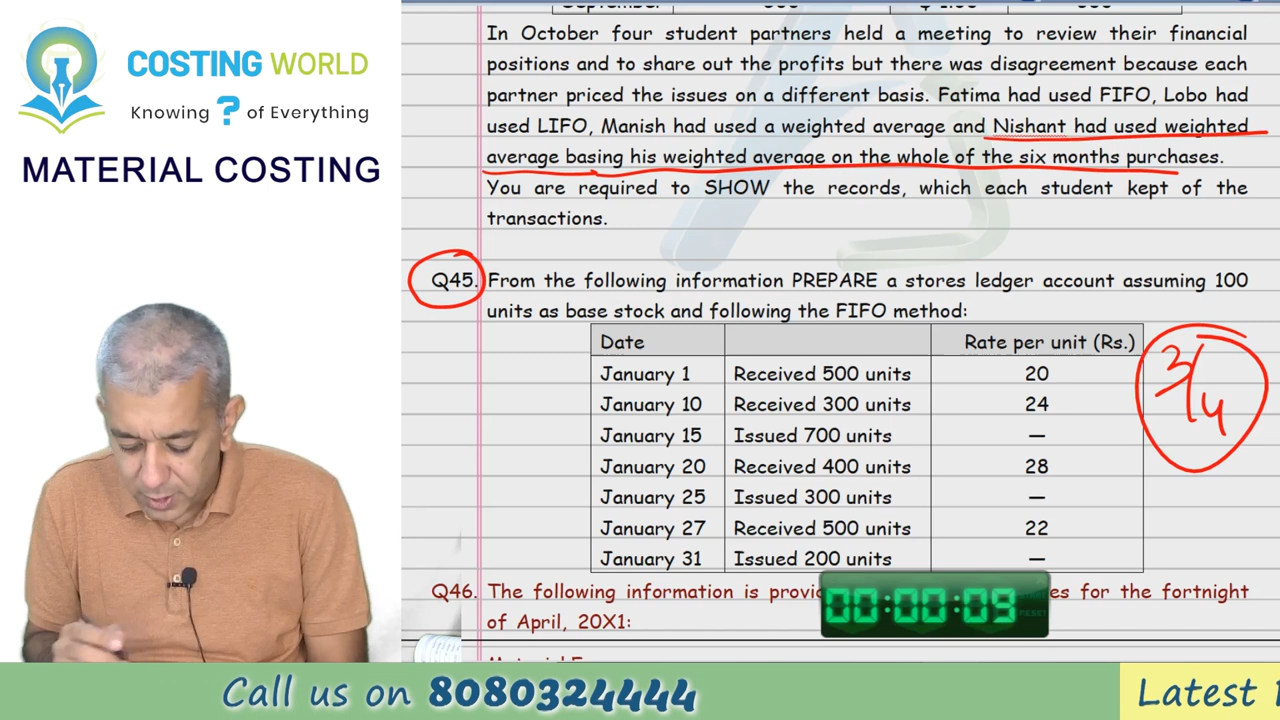 COSTING WORLD
Knowing ? of Everything
MATERIAL COSTING
In October four student partners held a meeting to review their financial
positions and to share out the profits but there was disagreement because each
partner priced the issues on a different basis. Fatima had used FIFO, Lobo had
used LIFO, Manish had used a weighted average and Nishant had used weighted
average basing his weighted average on the whole of the six months purchases.
You are required to SHOW the records, which each student kept of the
transactions.
Q45. From the following information PREPARE a stores ledger account assuming 100
units as base stock and following the FIFO method:
Date Rate per unit (Rs.)
January 1 Received 500 units 20
January 10 Received 300 units 24
January 15 Issued 700 units —
January 20 Received 400 units 28
January 25 Issued 300 units —
January 27 Received 500 units 22
January 31 Issued 200 units —
3/4
Q46. The following information is es for the fortnight
of April, 20X1:
00:00:09
Call us on 8080324444
Latest